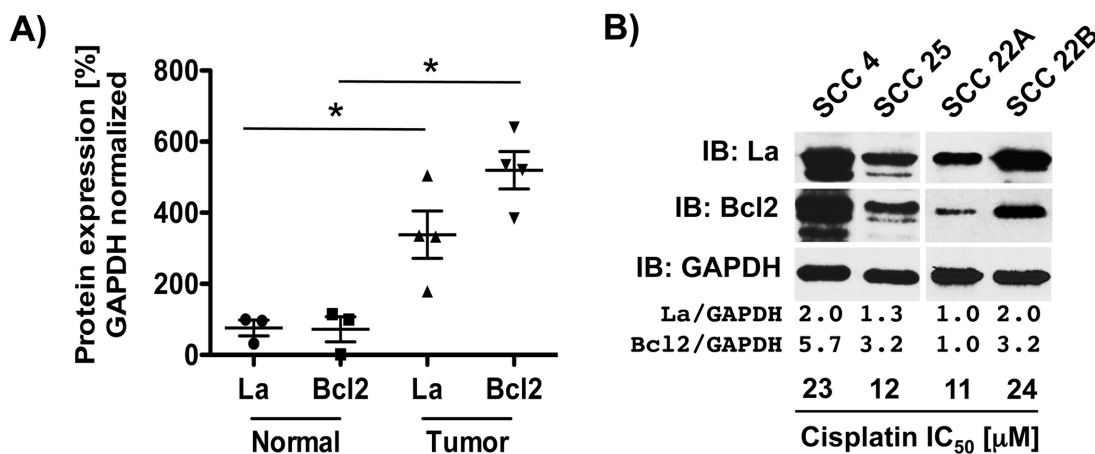 A)
Protein expression [%]
GAPDH normalized
800
600
400
200
0
*
*
La Bcl2 La Bcl2
Normal Tumor
B)
SCC 4 SCC 25 SCC 22A SCC 22B
IB: La
IB: Bcl2
IB: GAPDH
La/GAPDH 2.0 1.3 1.0 2.0
Bcl2/GAPDH 5.7 3.2 1.0 3.2
23 12 11 24
Cisplatin IC50 [μM]